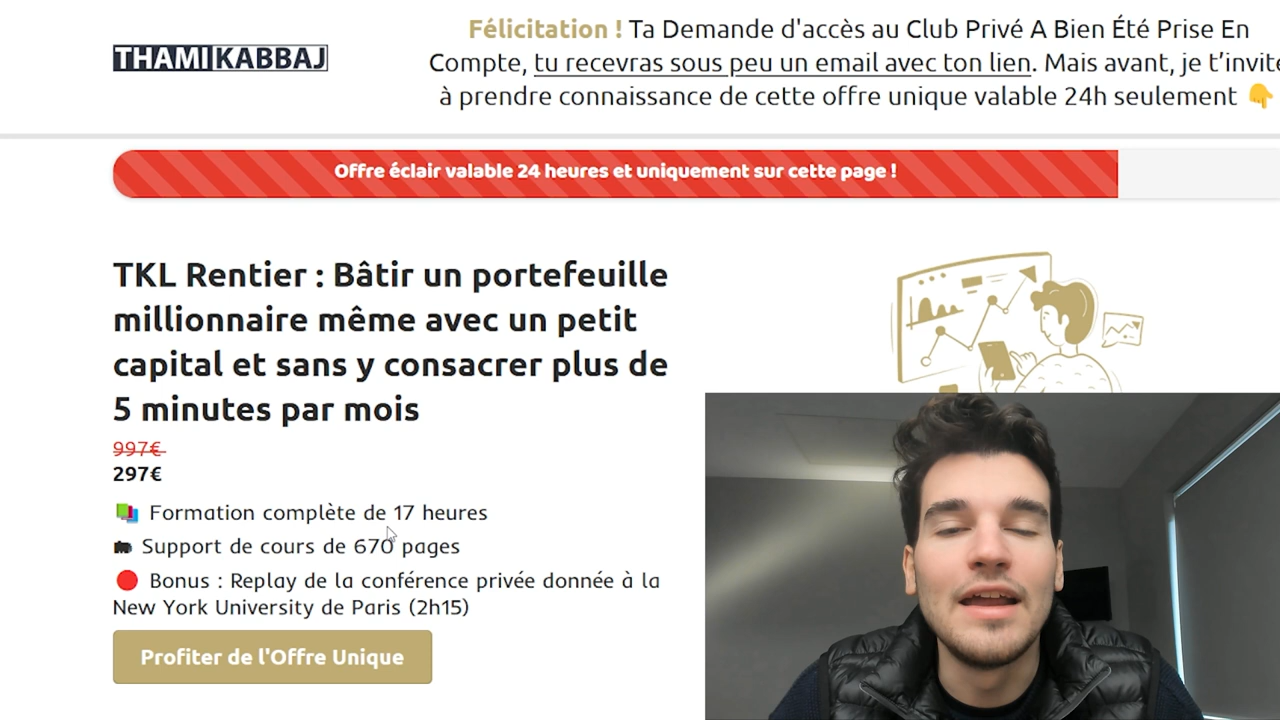 THAMI KABBAJ
Félicitation ! Ta Demande d'accès au Club Privé A Bien Été Prise En
Compte, tu recevras sous peu un email avec ton lien. Mais avant, je t’invite
à prendre connaissance de cette offre unique valable 24h seulement 👇
Offre éclair valable 24 heures et uniquement sur cette page !
TKL Rentier : Bâtir un portefeuille
millionnaire même avec un petit
capital et sans y consacrer plus de
5 minutes par mois
997€
297€
Formation complète de 17 heures
Support de cours de 670 pages
Bonus : Replay de la conférence privée donnée à la
New York University de Paris (2h15)
Profiter de l'Offre Unique